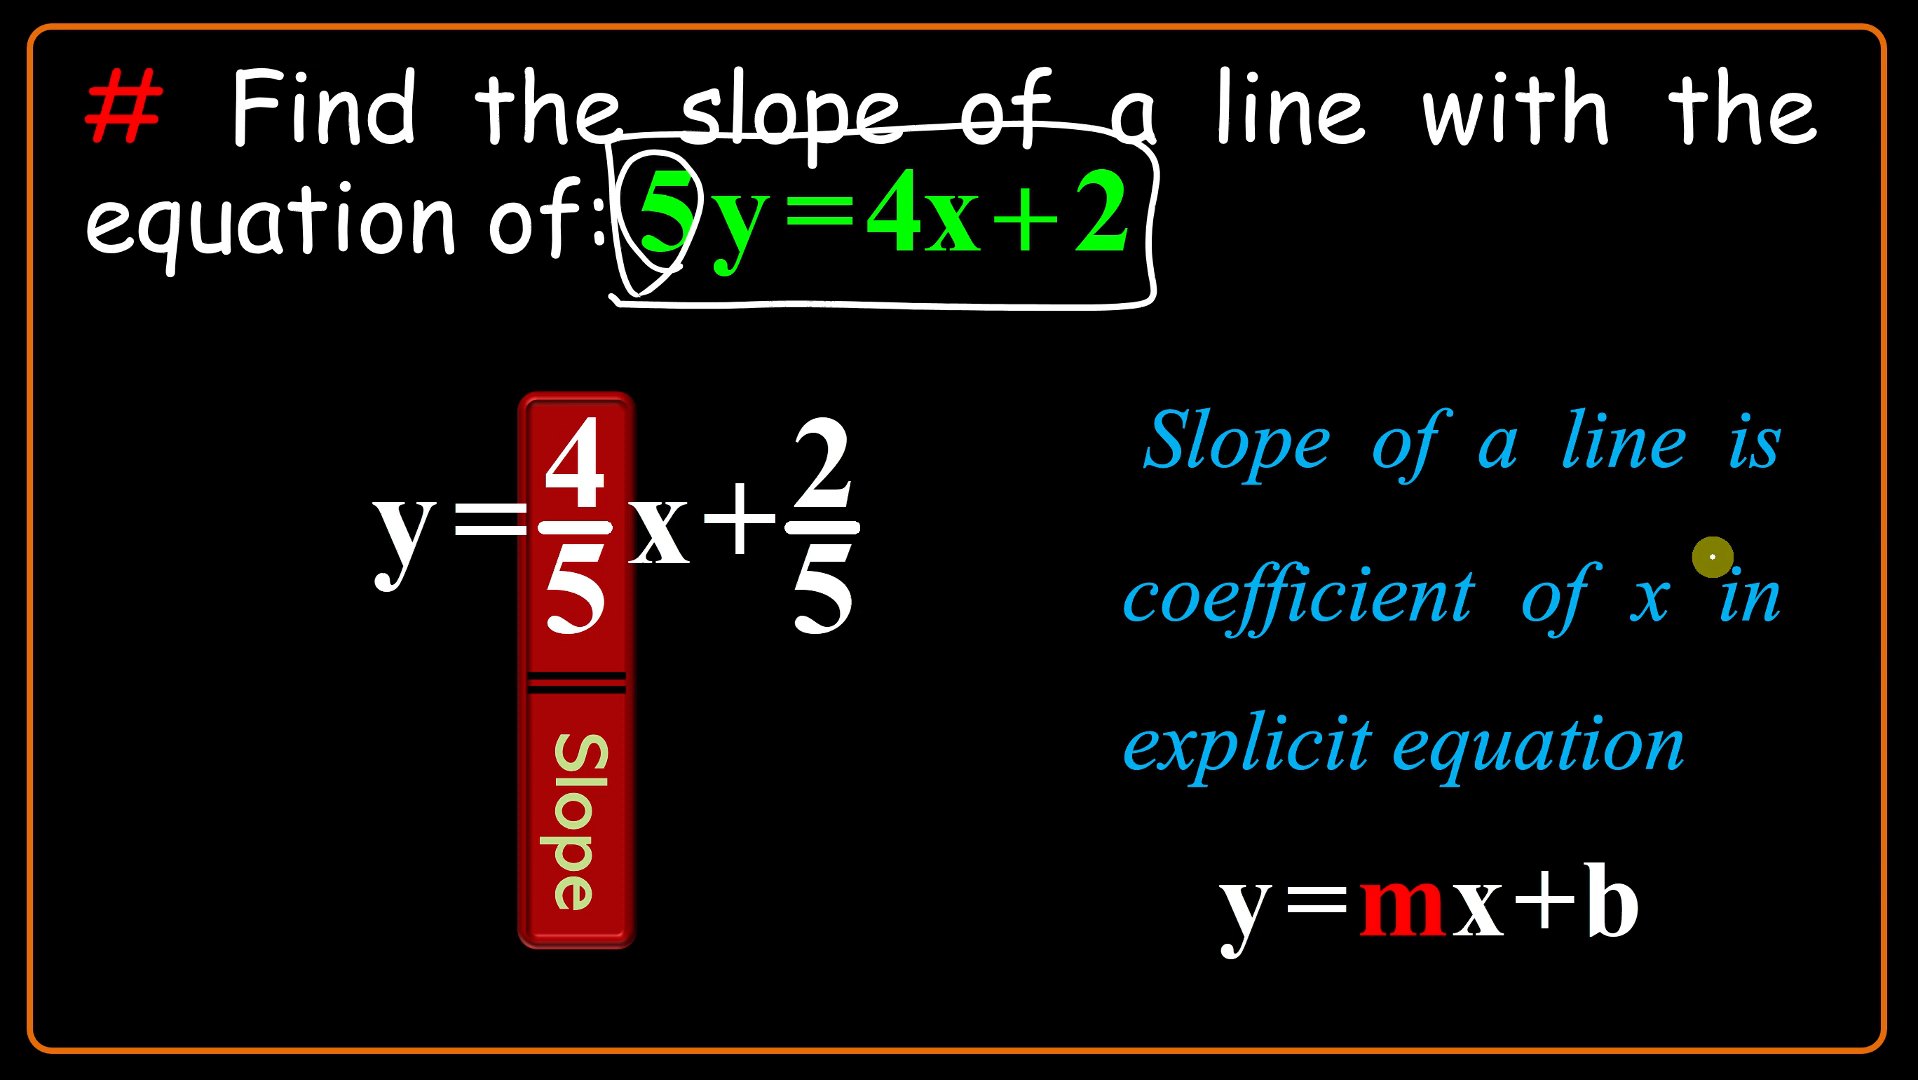 # Find the slope of a line with the
equation of: 5y=4x+2
y=4/5x+2/5
Slope
Slope of a line is
coefficient of x in
explicit equation
y=mx+b